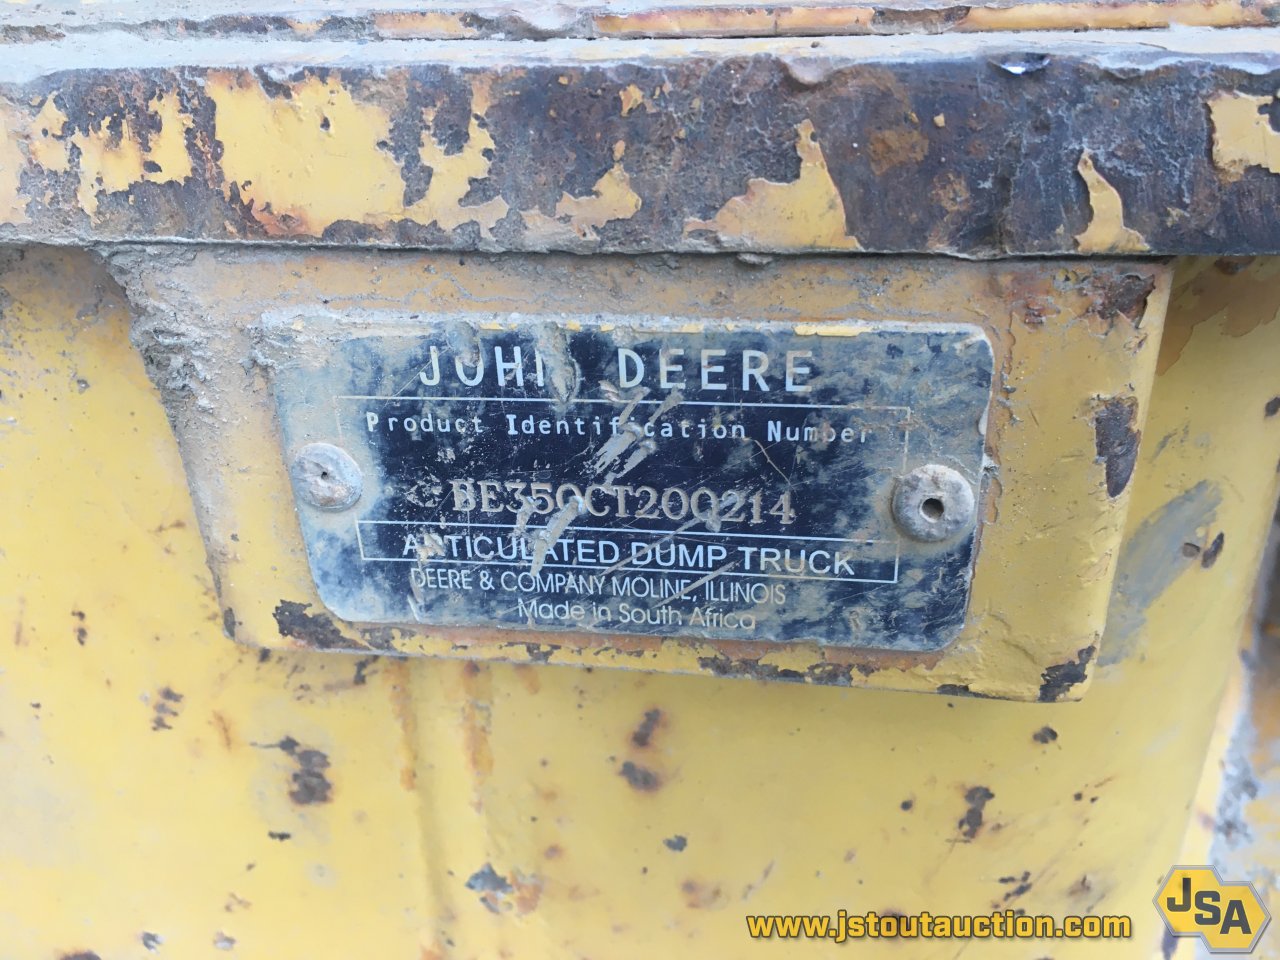 JOHN DEERE
Product Identification Number
BE350CT200214
ARTICULATED DUMP TRUCK
DEERE & COMPANY MOLINE, ILLINOIS
Made in South Africa
www.jstoutauction.com
JSA